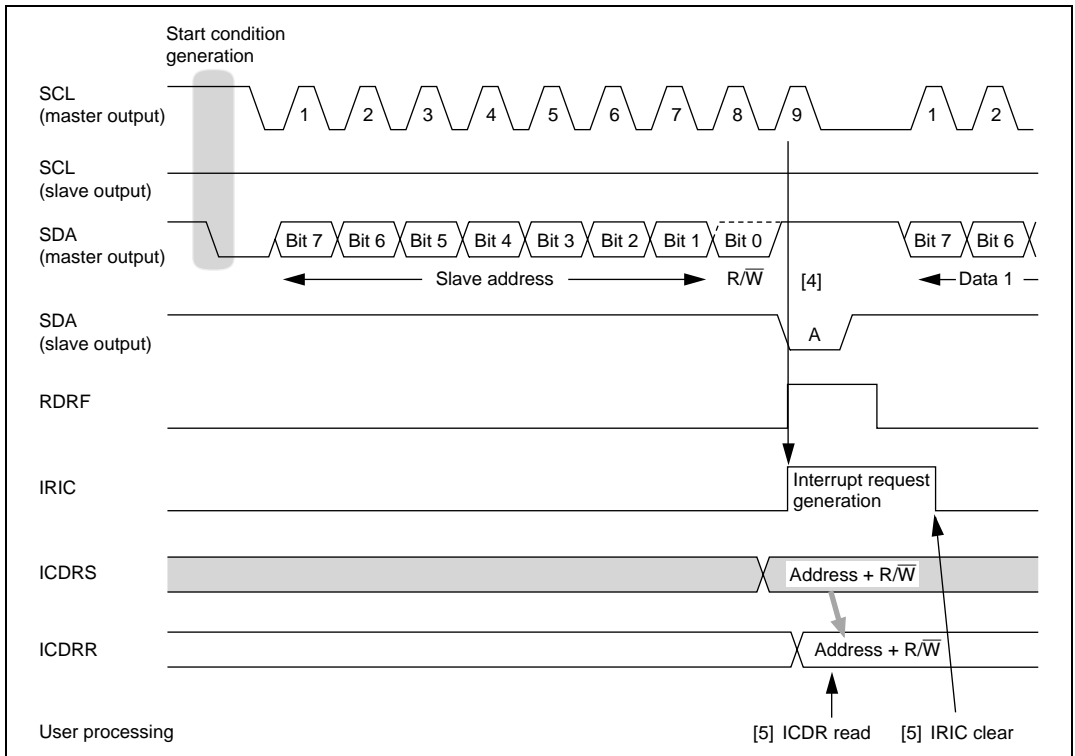 Start condition
generation
SCL
(master output)
1 2 3 4 5 6 7 8 9 1 2
SCL
(slave output)
SDA
(master output)
Bit 7 Bit 6 Bit 5 Bit 4 Bit 3 Bit 2 Bit 1 Bit 0 Bit 7 Bit 6
Slave address R/W̅ [4] Data 1
SDA
(slave output)
A
RDRF
IRIC
Interrupt request
generation
ICDRS
Address + R/W̅
ICDRR
Address + R/W̅
User processing [5] ICDR read [5] IRIC clear